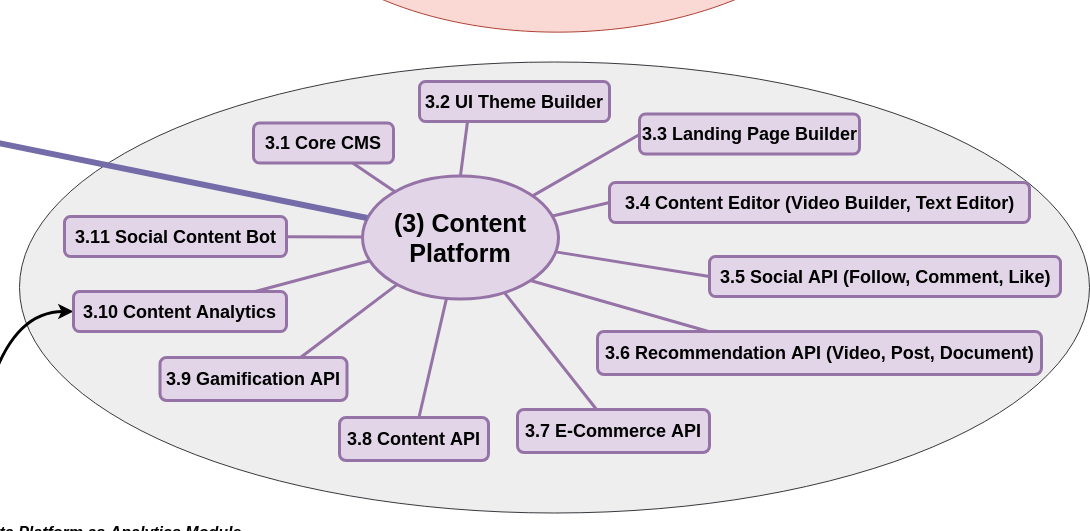 3.2 UI Theme Builder
3.1 Core CMS
3.3 Landing Page Builder
3.4 Content Editor (Video Builder, Text Editor)
(3) Content
Platform
3.11 Social Content Bot
3.5 Social API (Follow, Comment, Like)
3.10 Content Analytics
3.6 Recommendation API (Video, Post, Document)
3.9 Gamification API
3.8 Content API
3.7 E-Commerce API
Platform as Analytics Module